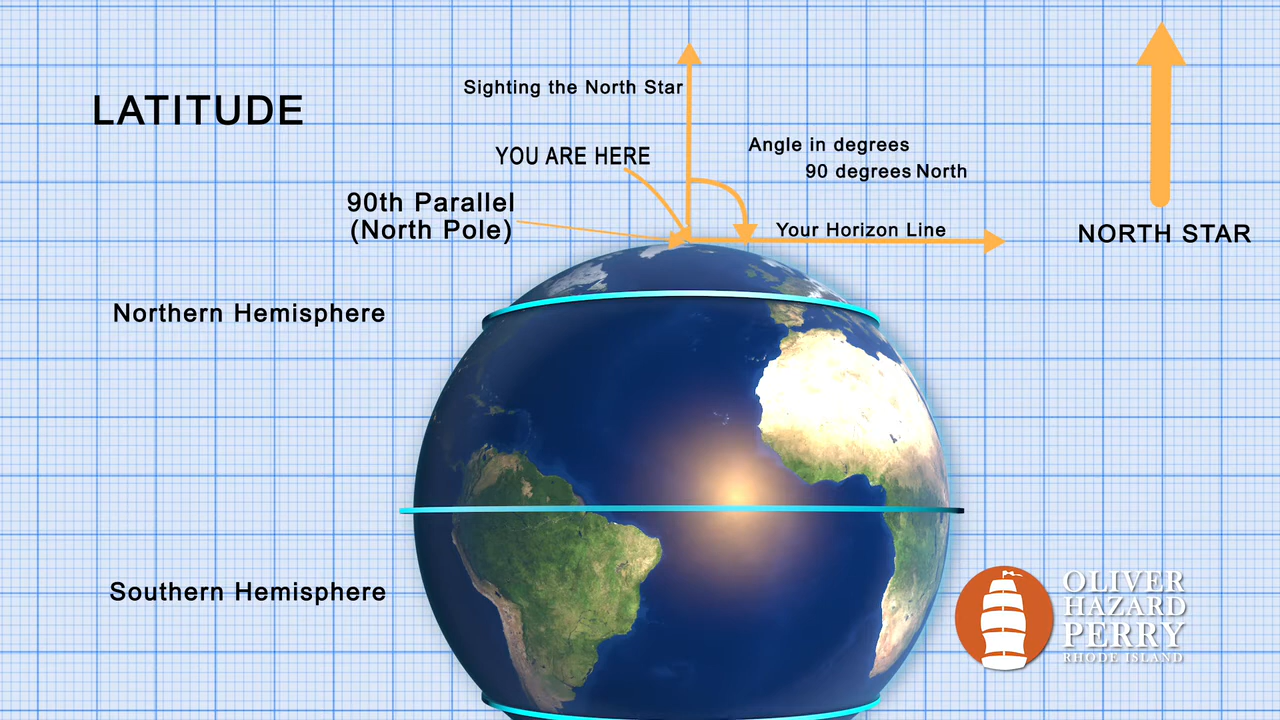 LATITUDE
Sighting the North Star
YOU ARE HERE
Angle in degrees
90 degrees North
90th Parallel
(North Pole)
Your Horizon Line
NORTH STAR
Northern Hemisphere
Southern Hemisphere
OLIVER
HAZARD
PERRY
RHODE ISLAND